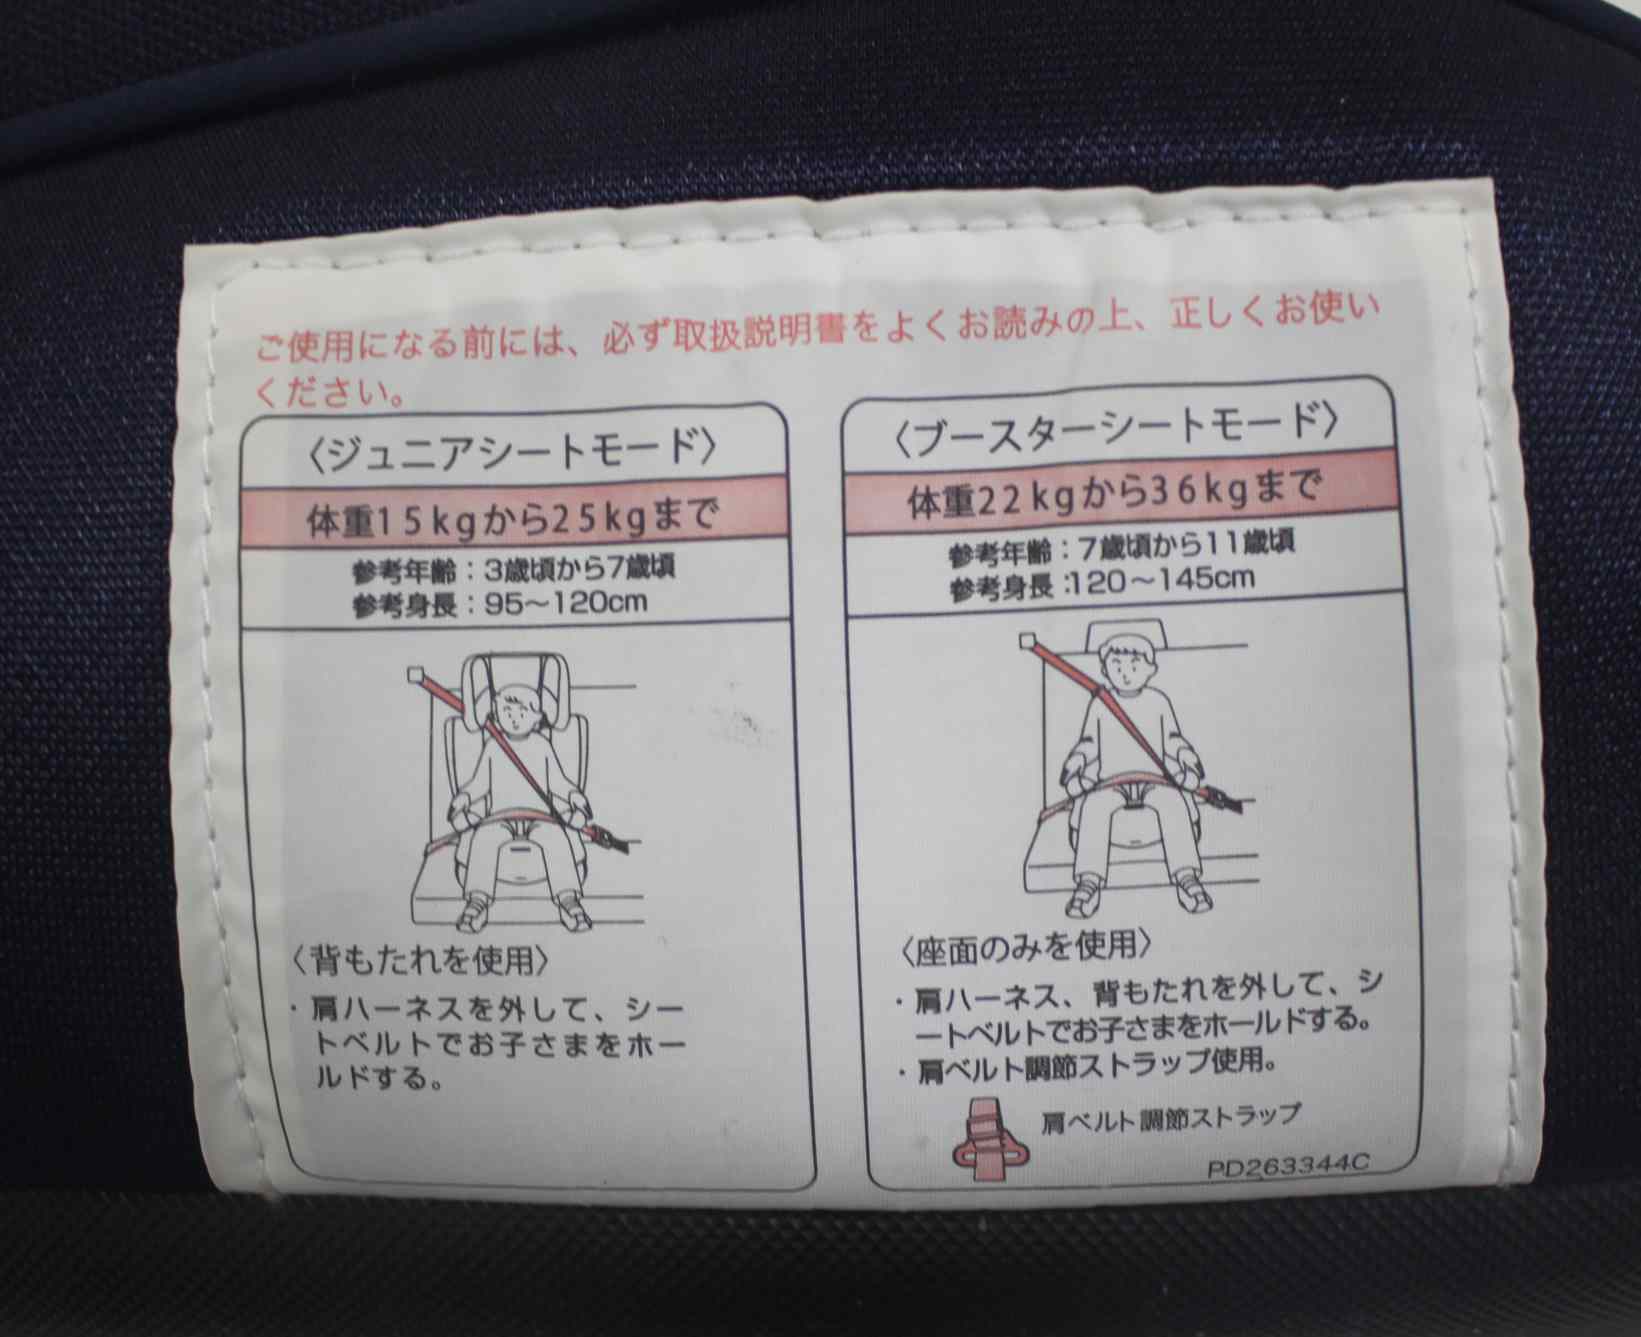 ご使用になる前には、必ず取扱説明書をよくお読みの上、正しくお使い
ください。
〈ジュニアシートモード〉
体重15kgから25kgまで
参考年齢：3歳頃から7歳頃
参考身長：95～120cm
〈背もたれを使用〉
・肩ハーネスを外して、シー
トベルトでお子さまをホー
ルドする。
〈ブースターシートモード〉
体重22kgから36kgまで
参考年齢：7歳頃から11歳頃
参考身長：120～145cm
〈座面のみを使用〉
・肩ハーネス、背もたれを外して、シ
ートベルトでお子さまをホールドする。
・肩ベルト調節ストラップ使用。
肩ベルト調節ストラップ
PD263344C